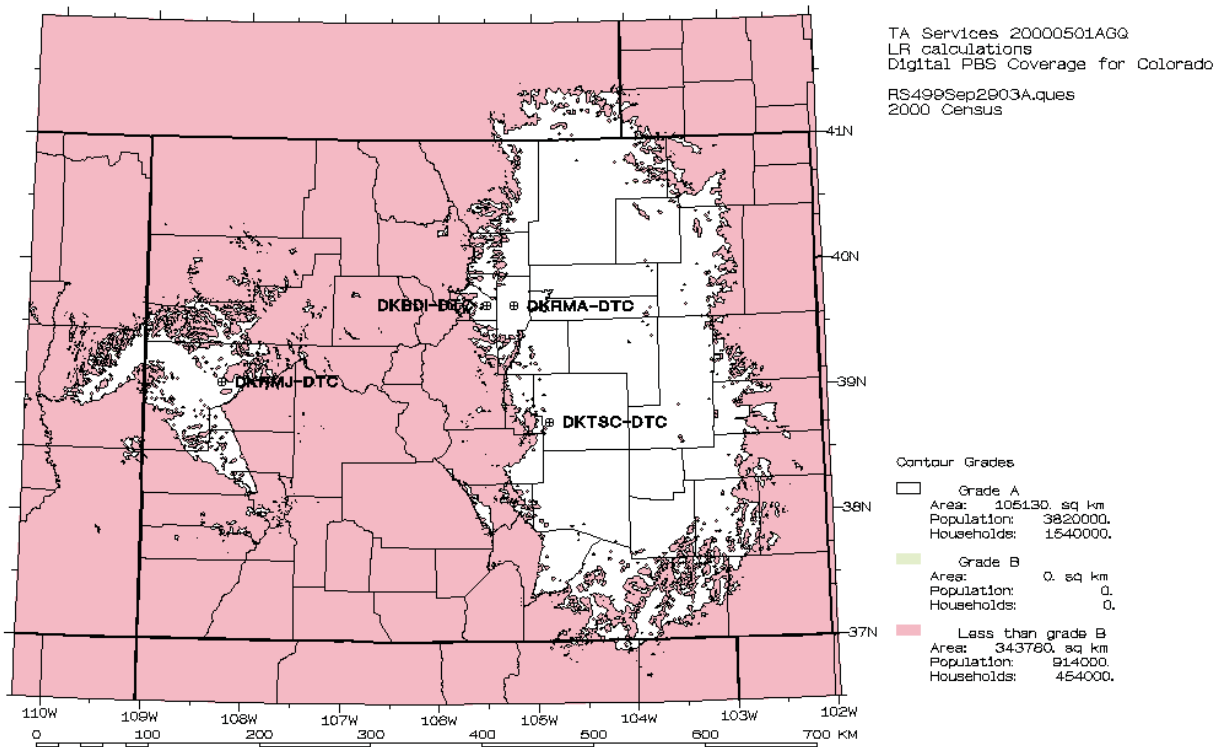 TA Services 20000501AGQ
LR calculations
Digital PBS Coverage for Colorado
RS499Sep2903A.ques
2000 Census
41N
40N
DKBDI-DTC
DKRMA-DTC
39N
DKRMJ-DTC
DKTSC-DTC
38N
37N
Contour Grades
Grade A
Area: 105130. sq km
Population: 3820000.
Households: 1540000.
Grade B
Area: 0. sq km
Population: 0.
Households: 0.
Less than grade B
Area: 343780. sq km
Population: 914000.
Households: 454000.
110W 109W 108W 107W 106W 105W 104W 103W 102W
0 100 200 300 400 500 600 700 KM